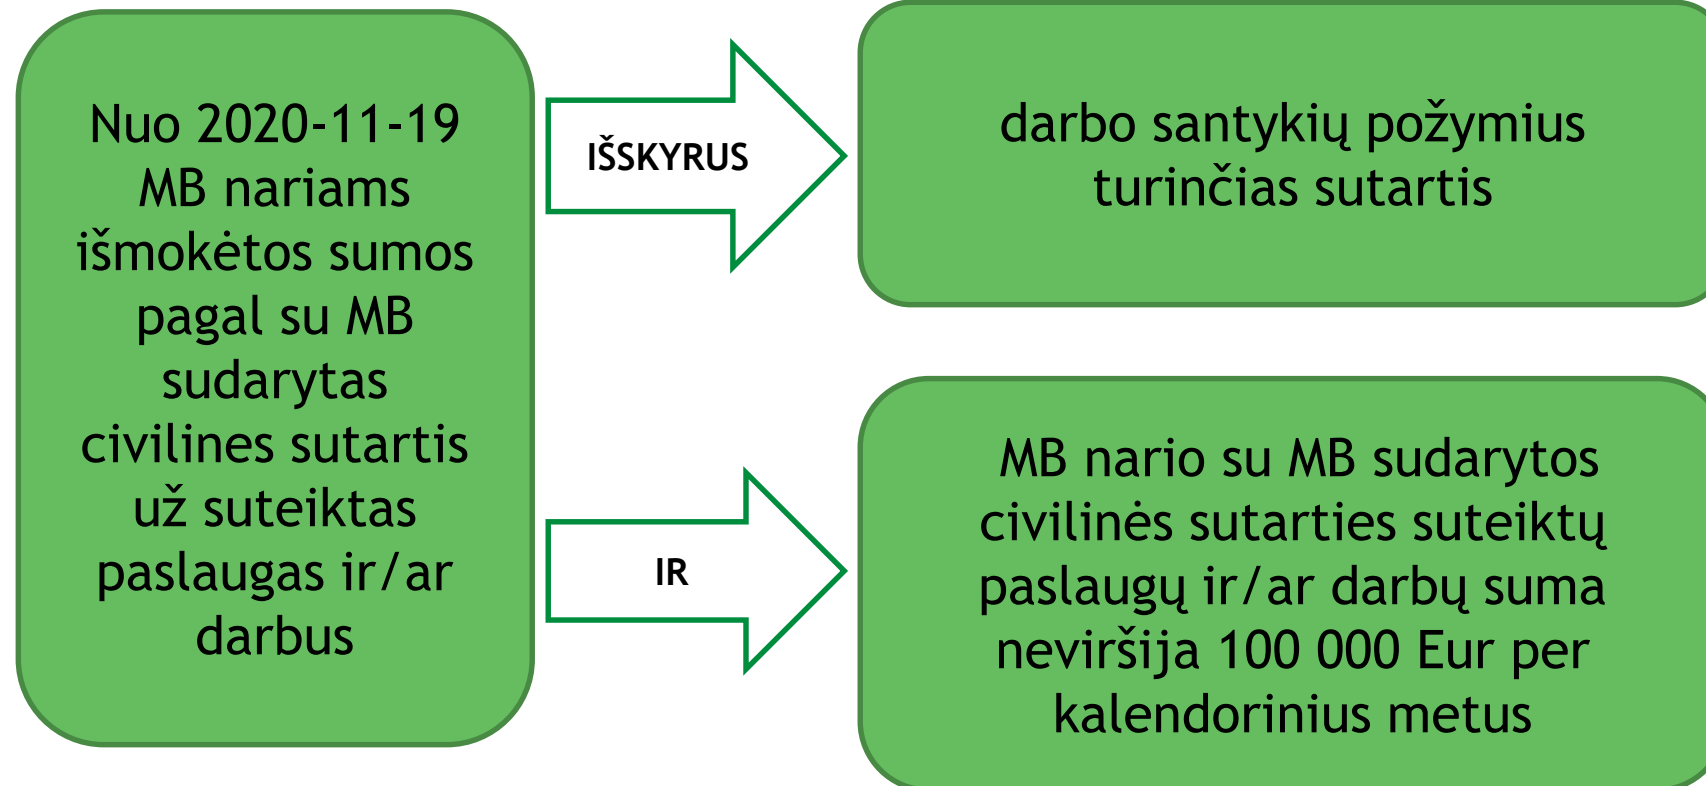 Nuo 2020-11-19
MB nariams
išmokėtos sumos
pagal su MB
sudarytas
civilines sutartis
už suteiktas
paslaugas ir/ar
darbus
IŠSKYRUS
darbo santykių požymius
turinčias sutartis
IR
MB nario su MB sudarytos
civilinės sutarties suteiktų
paslaugų ir/ar darbų suma
neviršija 100 000 Eur per
kalendorinius metus